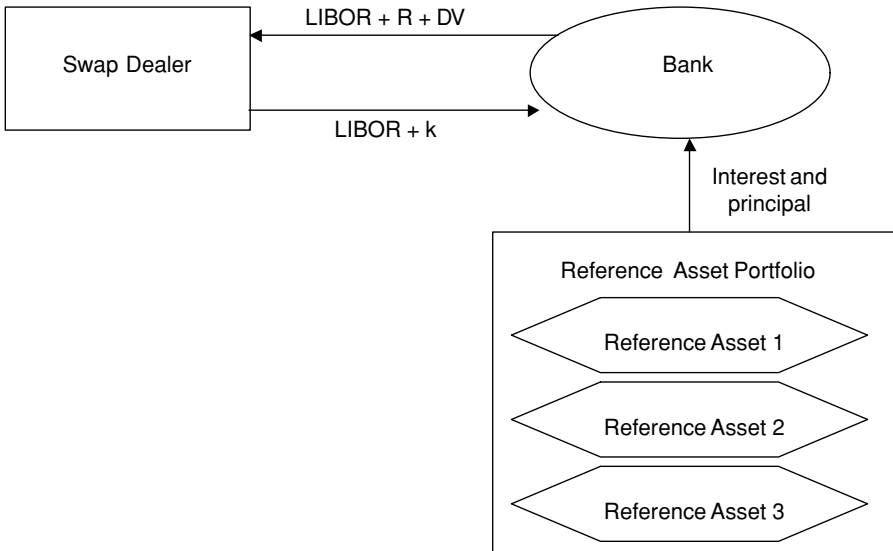 LIBOR + R + DV
Swap Dealer
Bank
LIBOR + k
Interest and
principal
Reference Asset Portfolio
Reference Asset 1
Reference Asset 2
Reference Asset 3